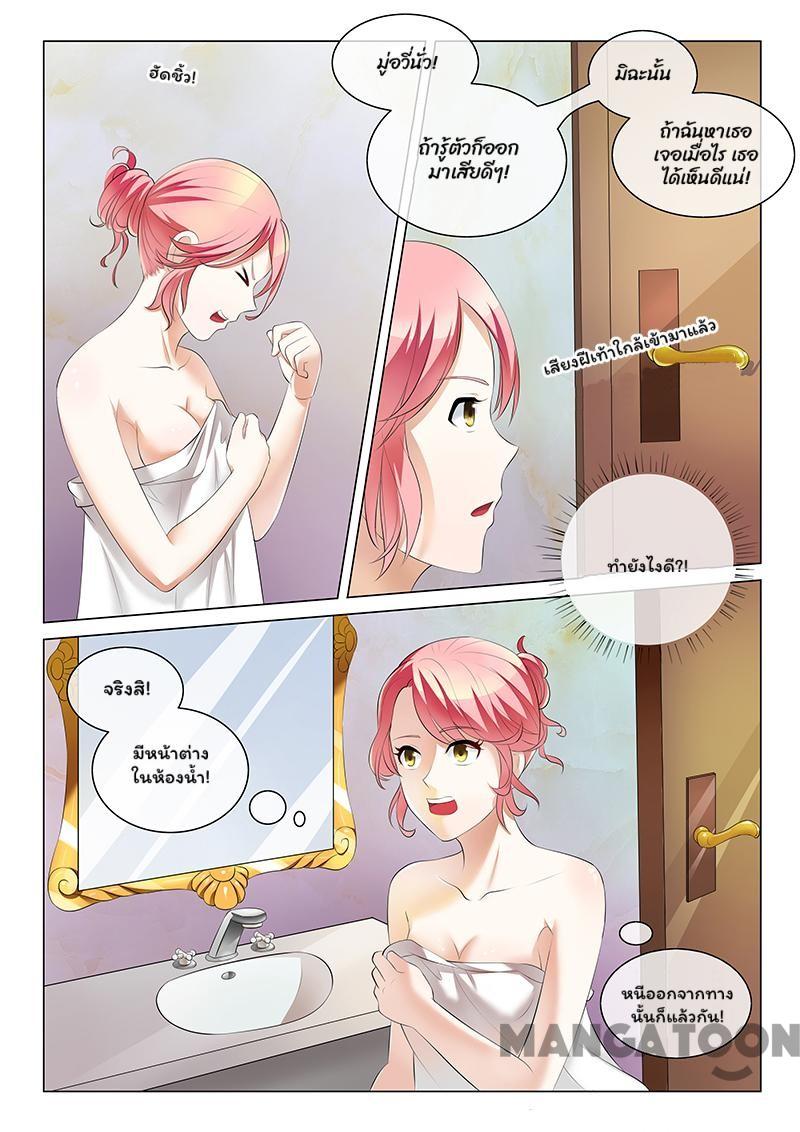 ฮัดชิ้ว!
มู่อวี่นั่ว!
ถ้ารู้ตัวก็ออก
มาเสียดีๆ!
มิฉะนั้น
ถ้าฉันหาเธอ
เจอเมื่อไร เธอ
ได้เห็นดีแน่!
เสียงฝีเท้าใกล้เข้ามาแล้ว
ทำยังไงดี?!
จริงสิ!
มีหน้าต่าง
ในห้องน้ำ!
หนีออกจากทาง
นั้นก็แล้วกัน!
MANGATOON